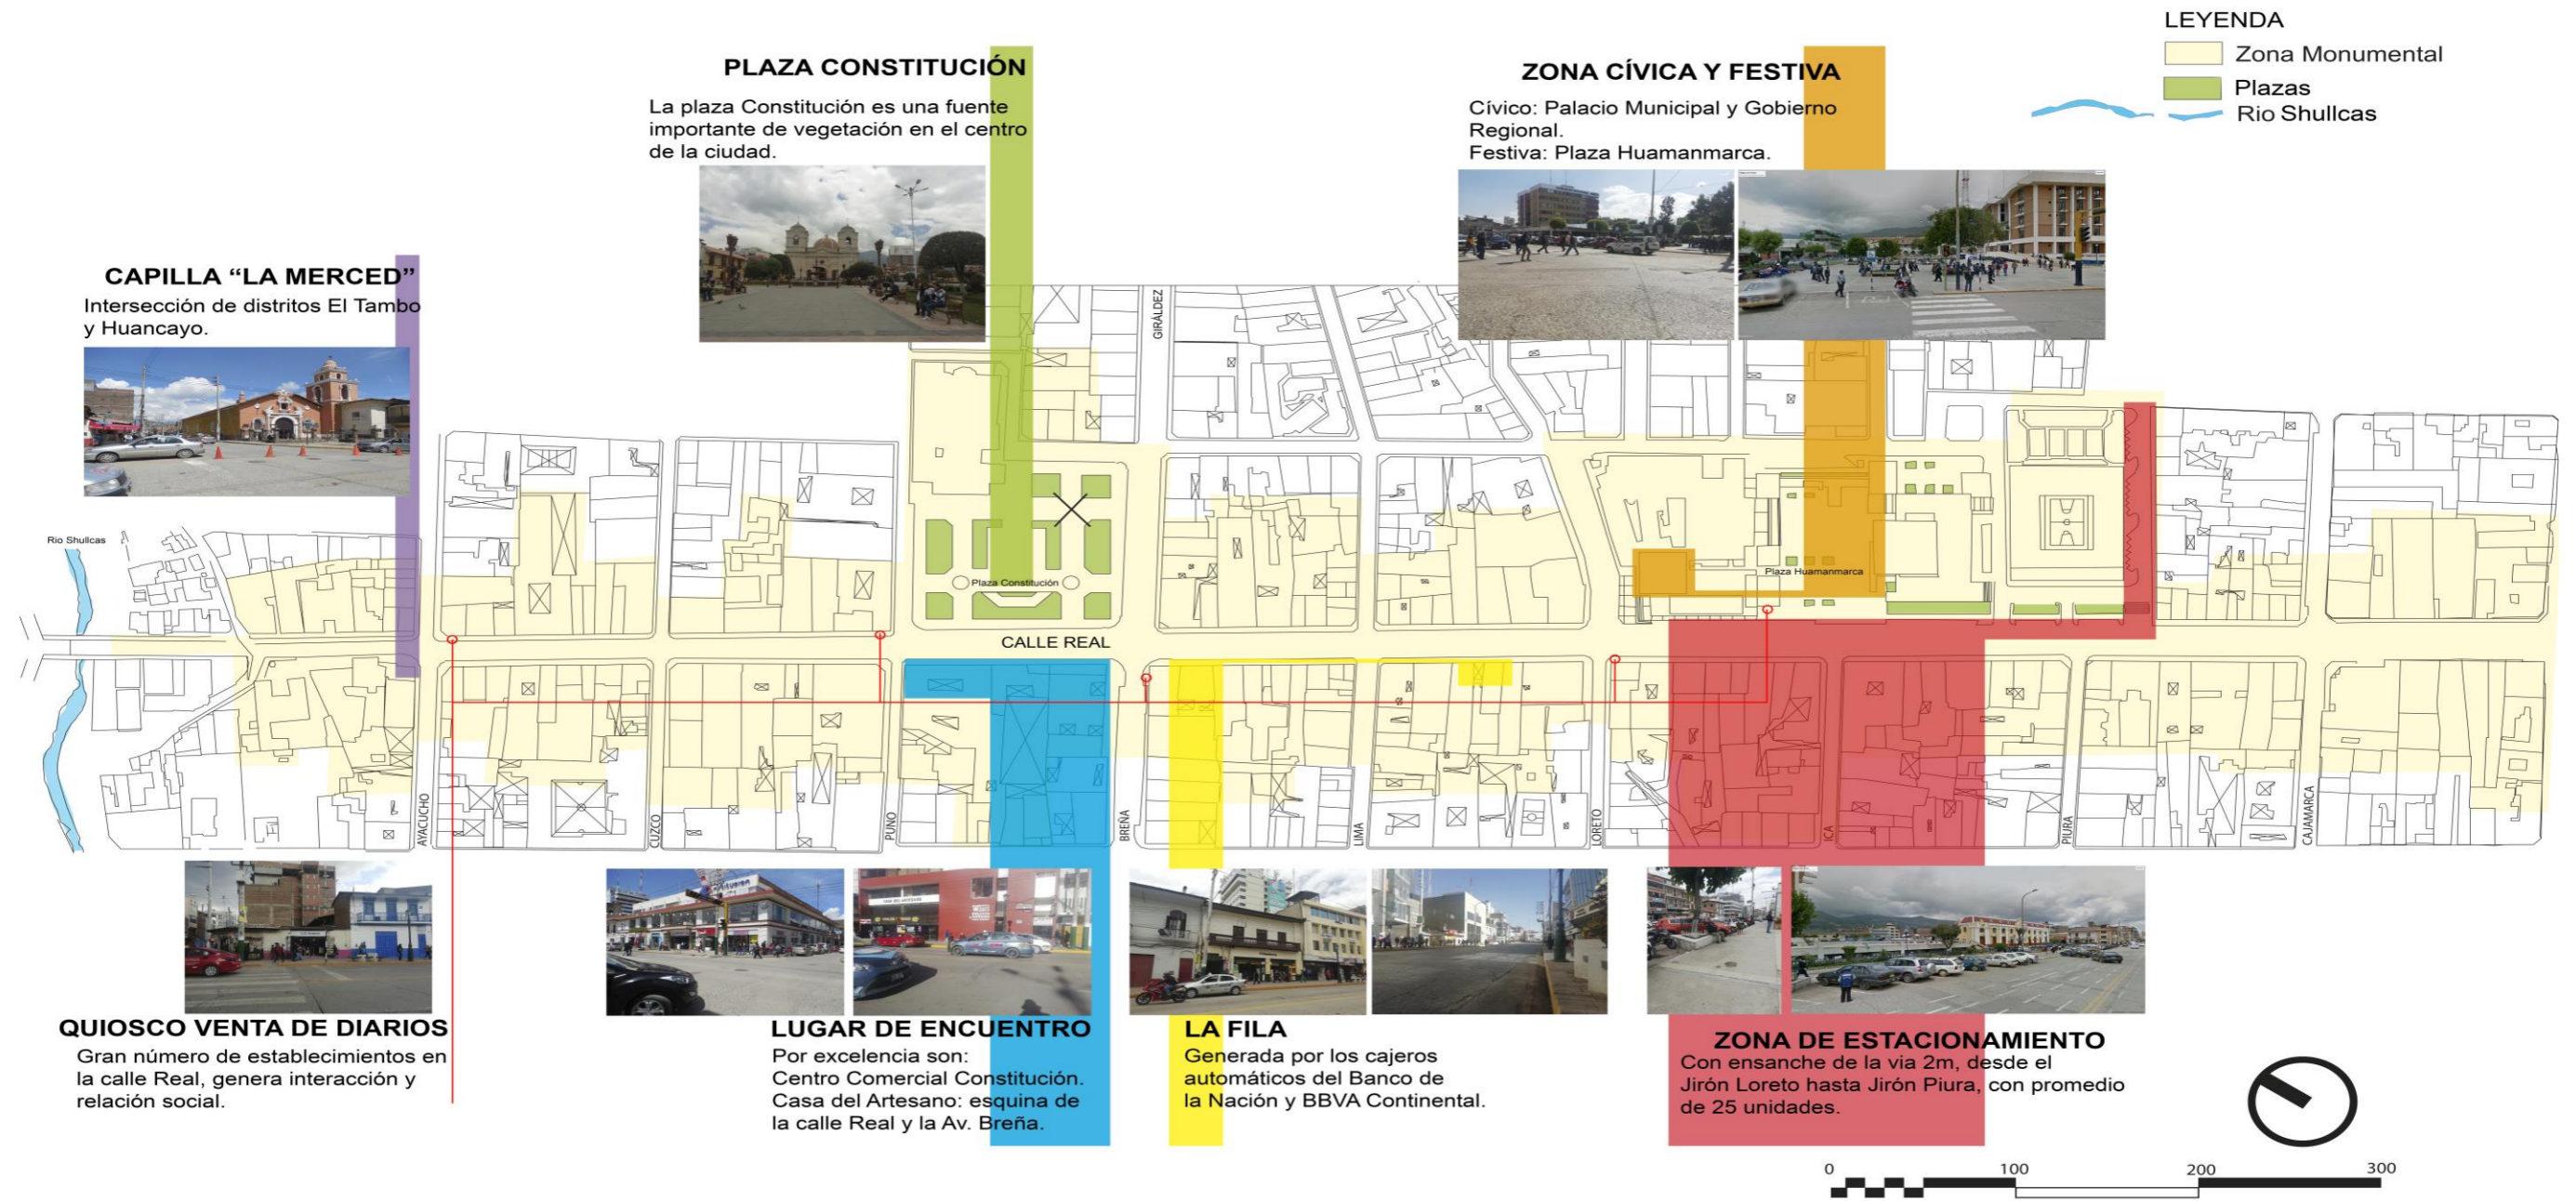 LEYENDA
Zona Monumental
Plazas
Rio Shullcas
PLAZA CONSTITUCIÓN
La plaza Constitución es una fuente
importante de vegetación en el centro
de la ciudad.
ZONA CÍVICA Y FESTIVA
Cívico: Palacio Municipal y Gobierno
Regional.
Festiva: Plaza Huamanmarca.
CAPILLA “LA MERCED”
Intersección de distritos El Tambo
y Huancayo.
GIRÁLDEZ
Rio Shullcas
Plaza Constitución
Plaza Huamanmarca
CALLE REAL
AYACUCHO
CUZCO
PUNO
BREÑA
LIMA
LORETO
ICA
PIURA
CAJAMARCA
QUIOSCO VENTA DE DIARIOS
Gran número de establecimientos en
la calle Real, genera interacción y
relación social.
LUGAR DE ENCUENTRO
Por excelencia son:
Centro Comercial Constitución.
Casa del Artesano: esquina de
la calle Real y la Av. Breña.
LA FILA
Generada por los cajeros
automáticos del Banco de
la Nación y BBVA Continental.
ZONA DE ESTACIONAMIENTO
Con ensanche de la via 2m, desde el
Jirón Loreto hasta Jirón Piura, con promedio
de 25 unidades.
0 100 200 300